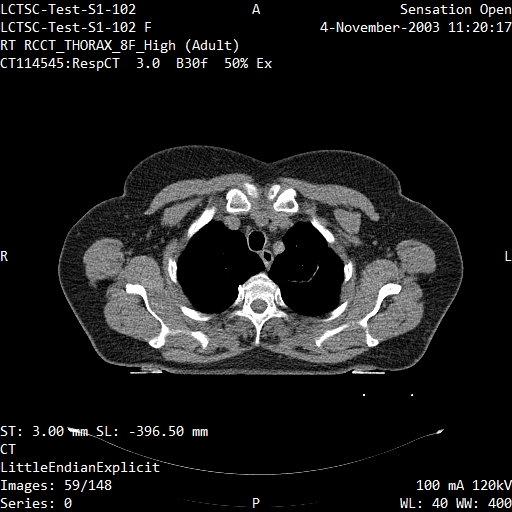 LCTSC-Test-S1-102 A Sensation Open
LCTSC-Test-S1-102 F 4-November-2003 11:20:17
RT RCCT_THORAX_8F_High (Adult)
CT114545:RespCT 3.0 B30f 50% Ex
R L
ST: 3.00 mm SL: -396.50 mm
CT
LittleEndianExplicit
Images: 59/148 100 mA 120kV
Series: 0 P WL: 40 WW: 400